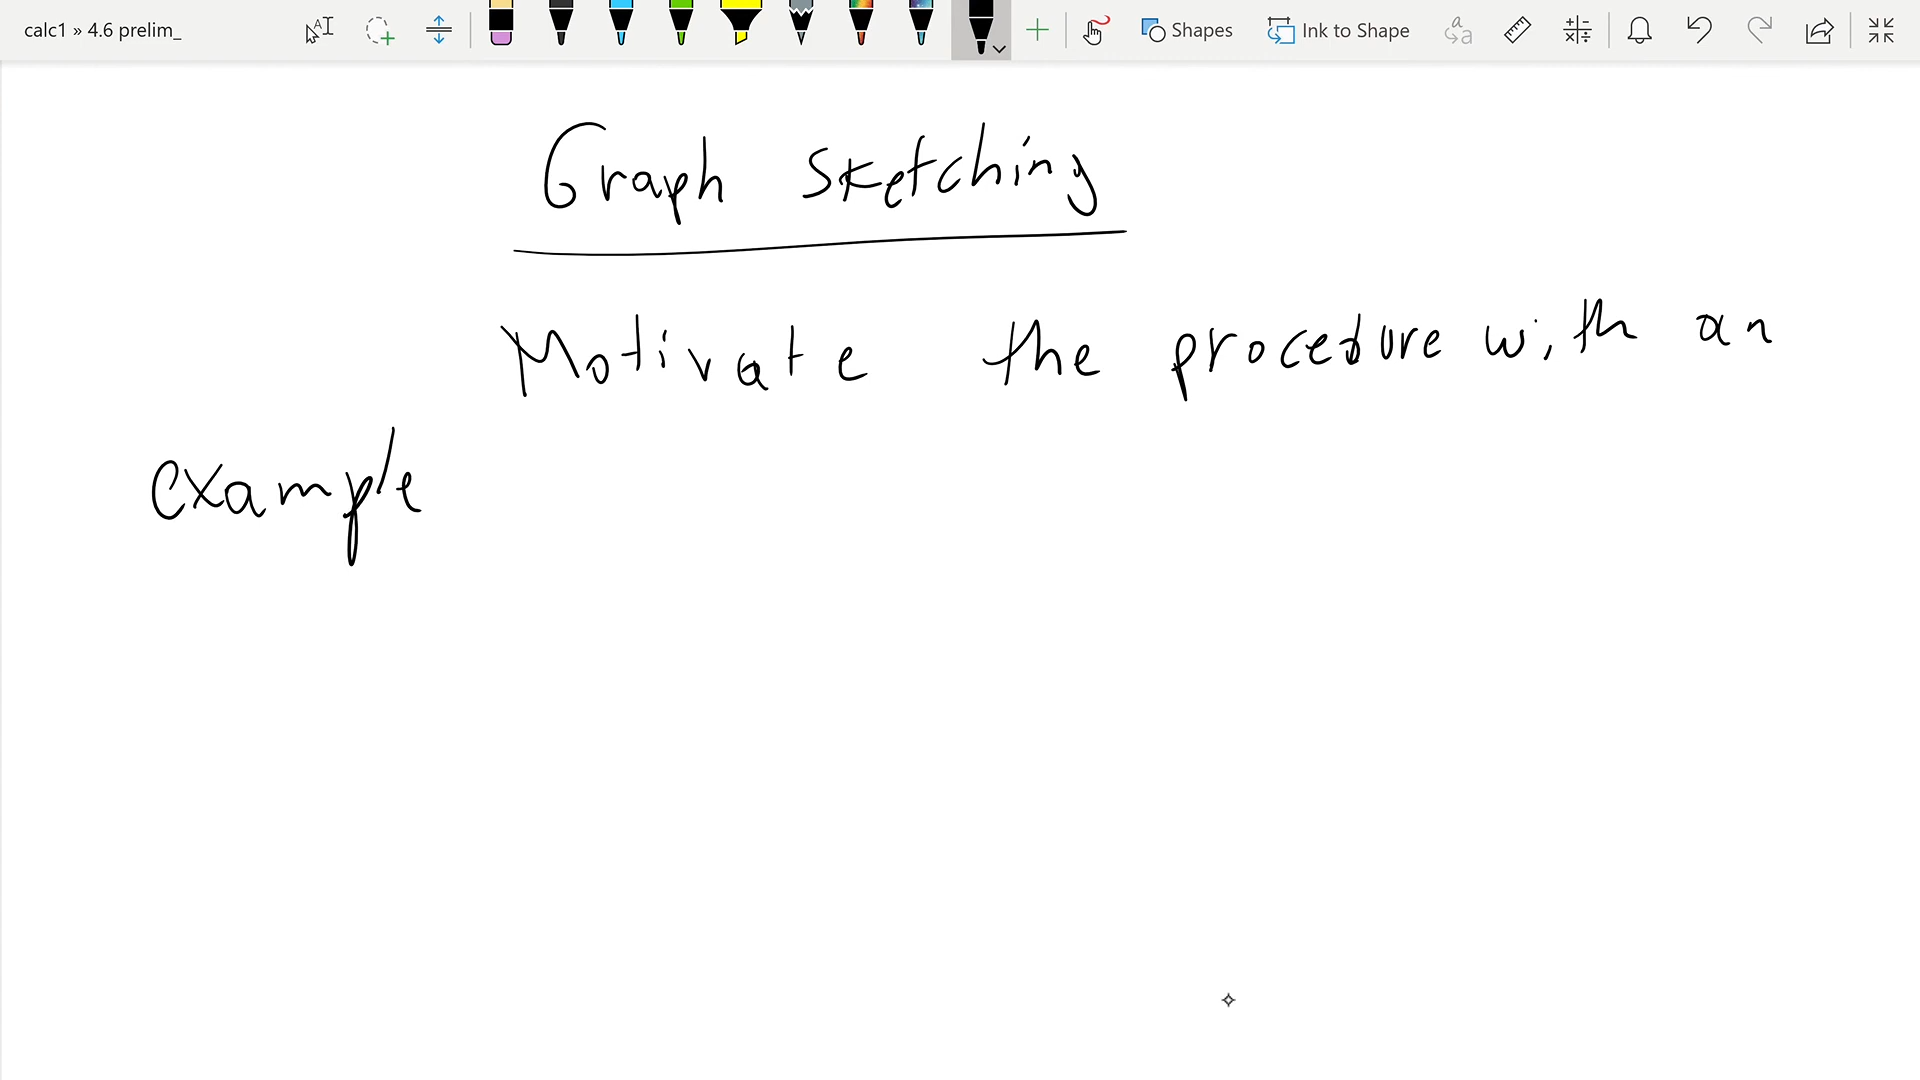 calc1 » 4.6 prelim_
Shapes
Ink to Shape
Graph Sketching
Motivate the procedure with an
example